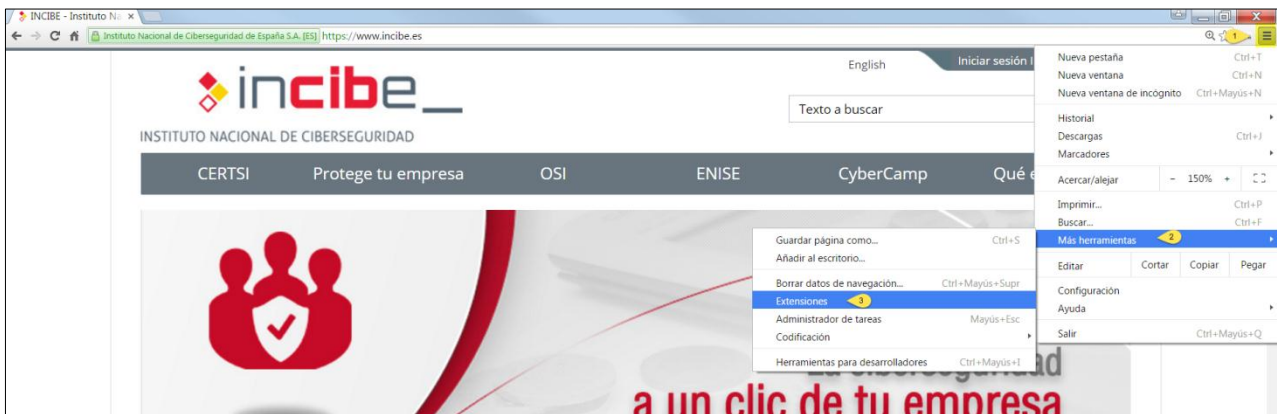 INCIBE - Instituto Na
Instituto Nacional de Ciberseguridad de España S.A. [ES] https://www.incibe.es
1
English
Iniciar sesión I
incibe_
INSTITUTO NACIONAL DE CIBERSEGURIDAD
Texto a buscar
CERTSI Protege tu empresa OSI ENISE CyberCamp Qué e
Nueva pestaña Ctrl+T
Nueva ventana Ctrl+N
Nueva ventana de incógnito Ctrl+Mayús+N
Historial
Descargas Ctrl+J
Marcadores
Acercar/alejar - 150% +
Imprimir... Ctrl+P
Buscar... Ctrl+F
Más herramientas 2
Editar Cortar Copiar Pegar
Configuración
Ayuda
Salir Ctrl+Mayús+Q
Guardar página como... Ctrl+S
Añadir al escritorio...
Borrar datos de navegación... Ctrl+Mayús+Supr
Extensiones 3
Administrador de tareas Mayús+Esc
Codificación
Herramientas para desarrolladores Ctrl+Mayús+I
a un clic de tu empresa